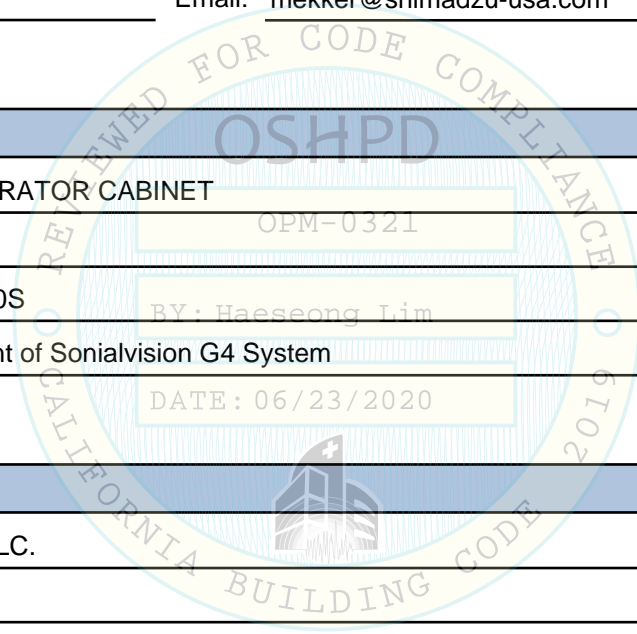 Email: mekker@shimadzu-usa.com
REVIEWED FOR CODE COMPLIANCE
OSHPD
RATOR CABINET
OPM-0321
0S
BY: Haeseong Lim
nt of Sonialvision G4 System
DATE: 06/23/2020
LC.
CALIFORNIA BUILDING CODE 2019